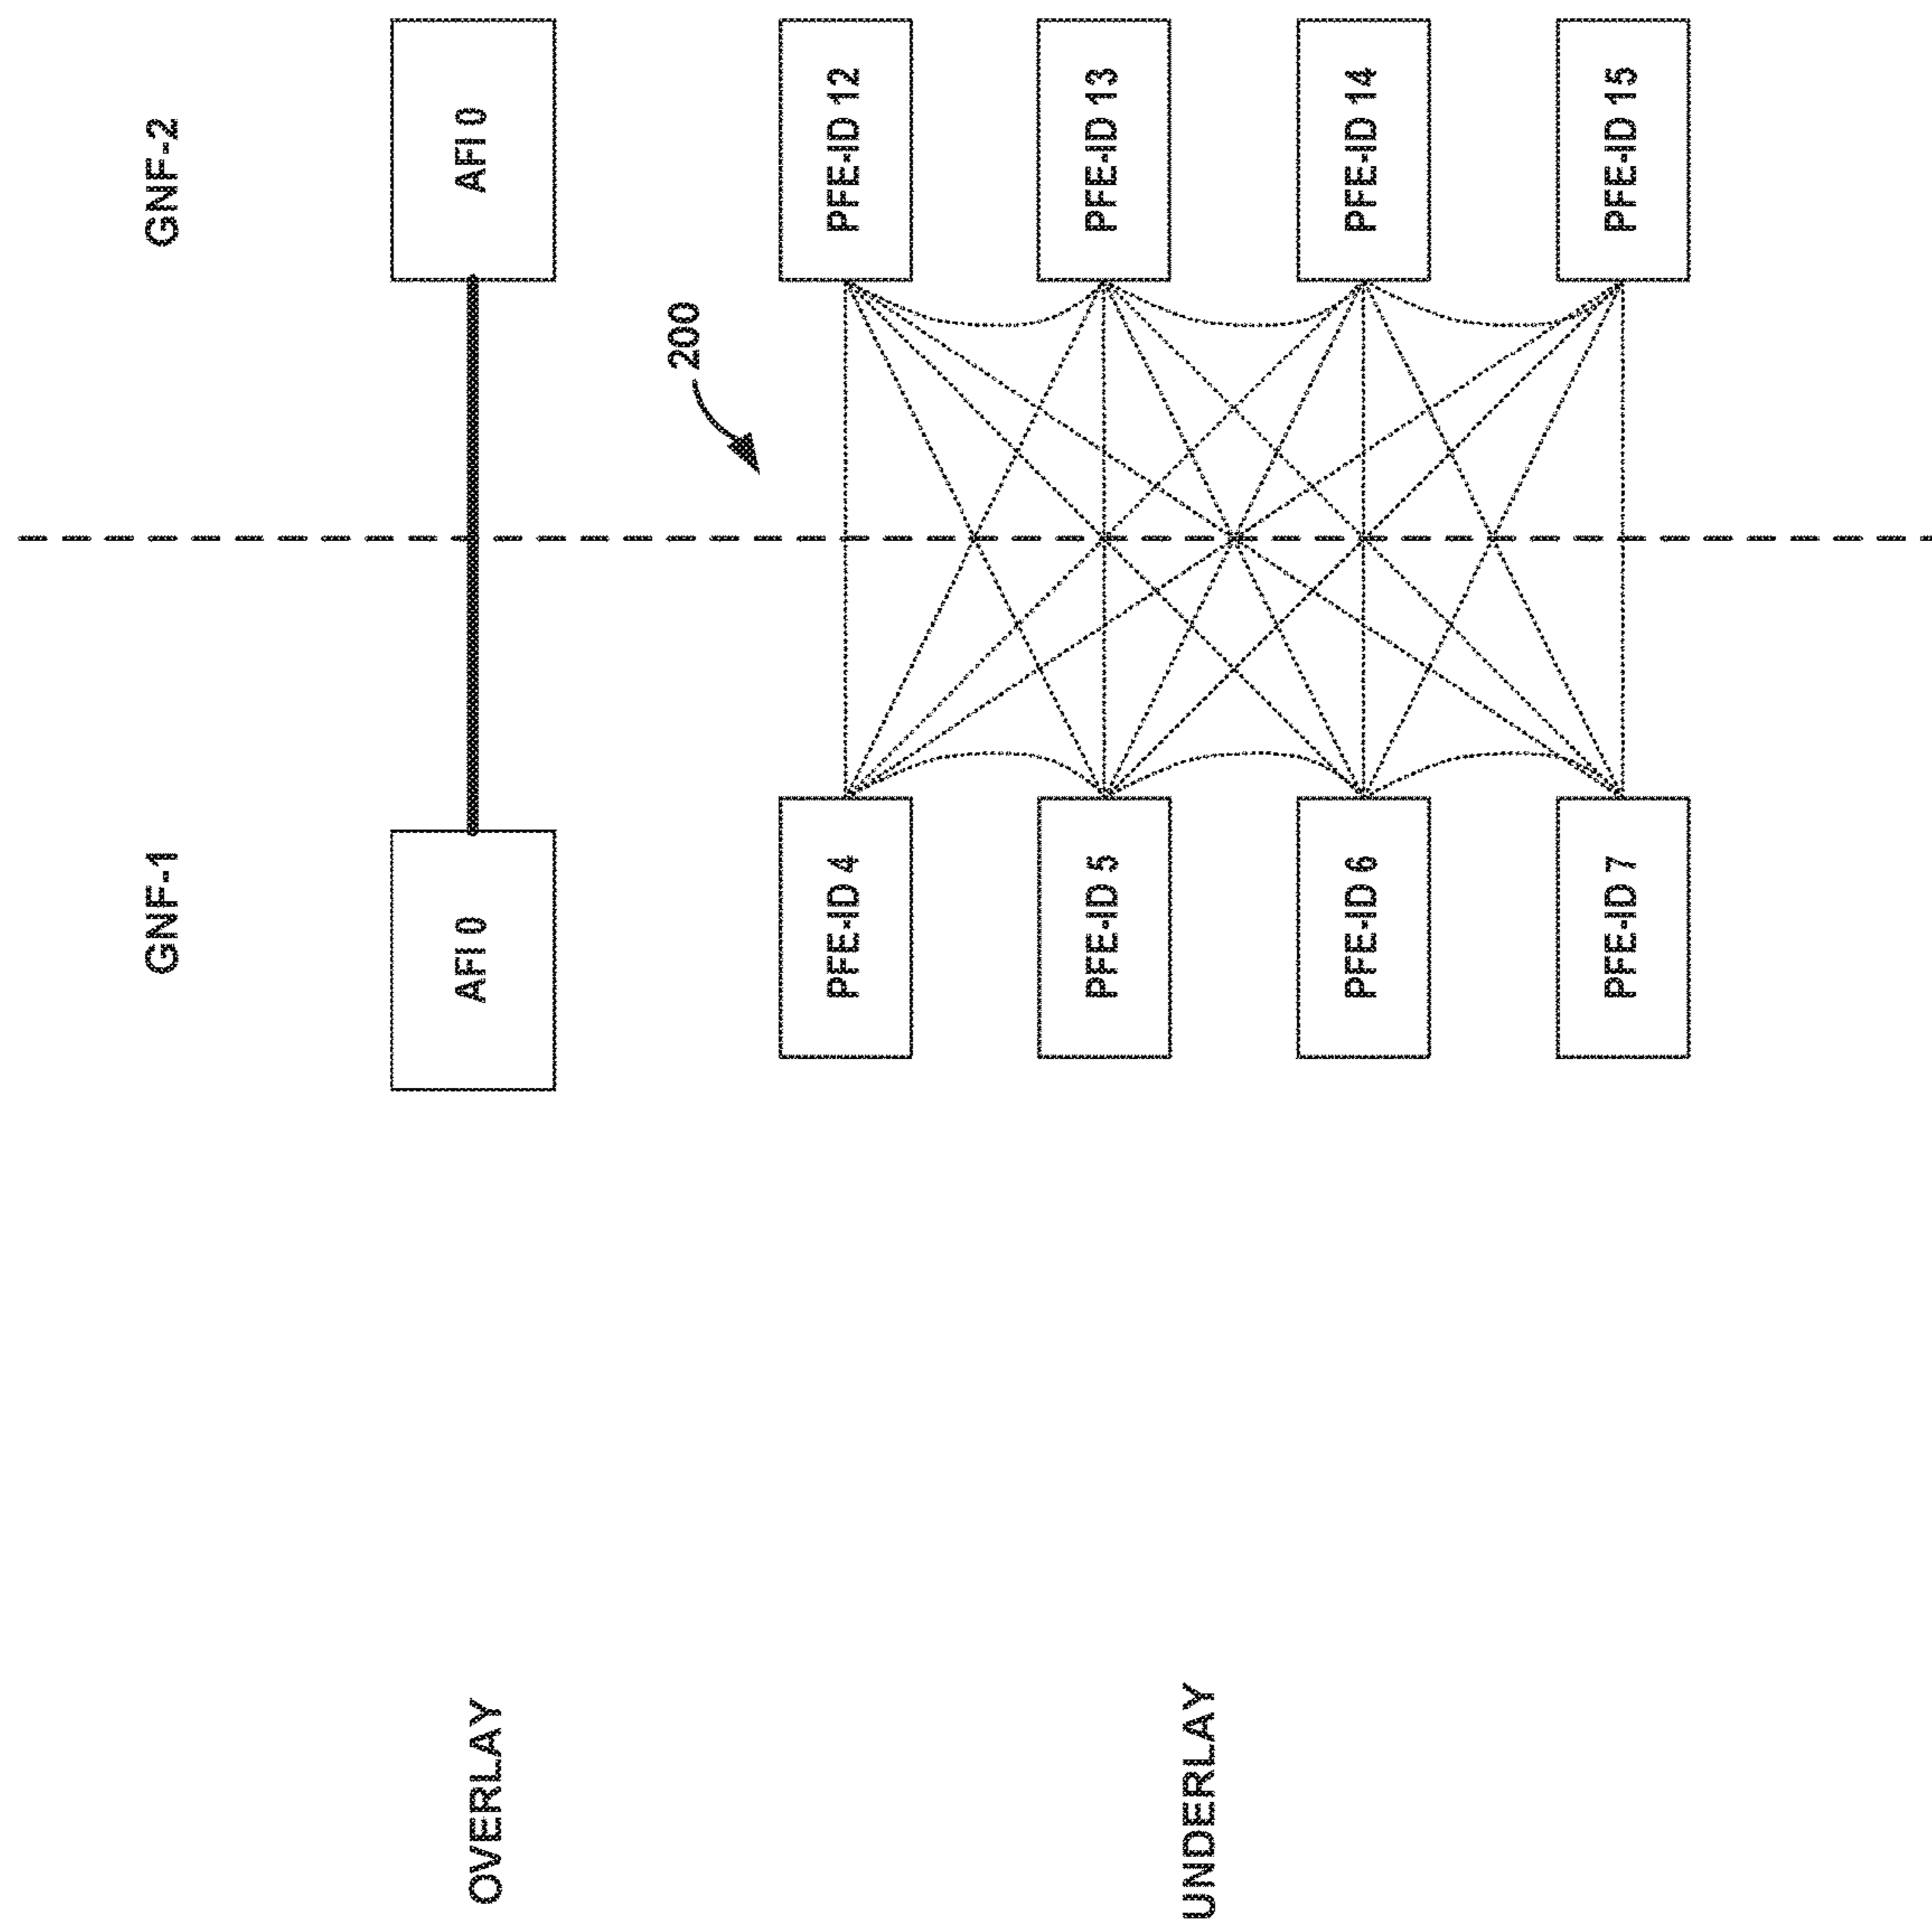 GNF-1
GNF-2
OVERLAY
AFI 0
AFI 0
200
UNDERLAY
PFE-ID 4
PFE-ID 12
PFE-ID 5
PFE-ID 13
PFE-ID 6
PFE-ID 14
PFE-ID 7
PFE-ID 15